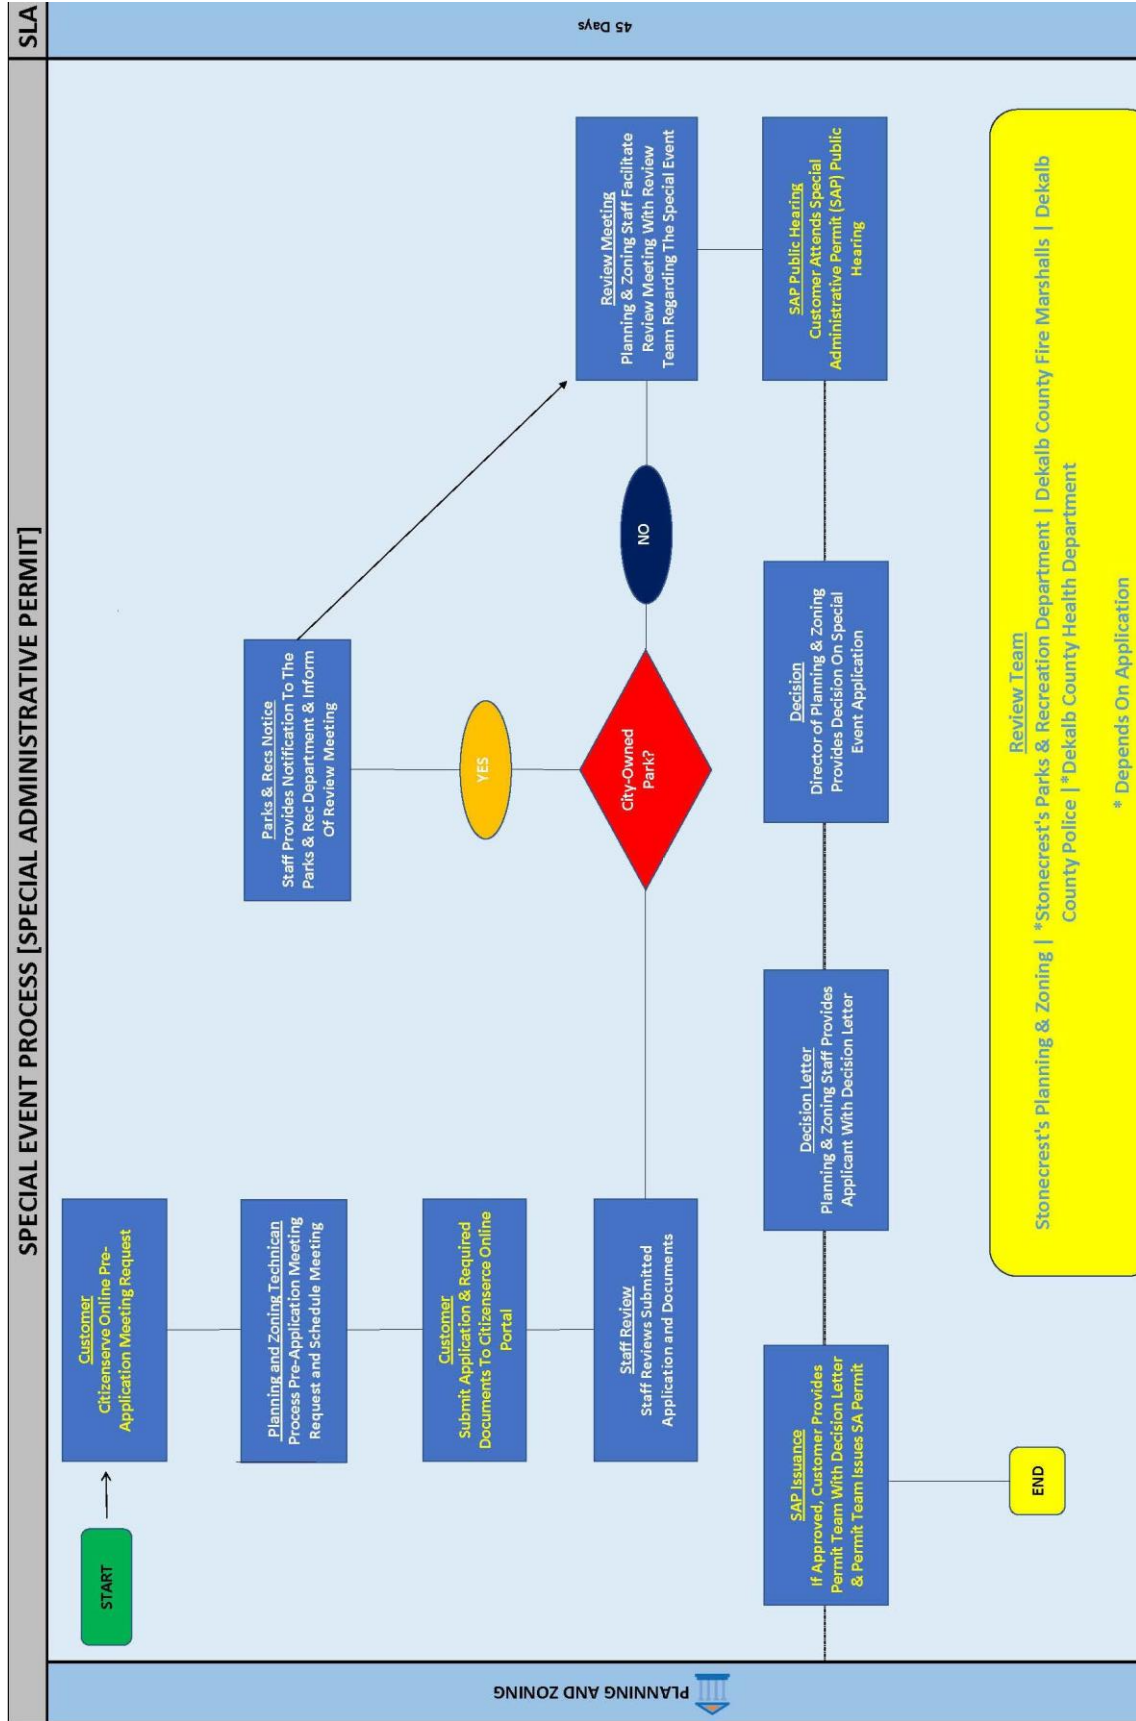 SPECIAL EVENT PROCESS [SPECIAL ADMINISTRATIVE PERMIT]
SLA
PLANNING AND ZONING
45 Days
START
Customer
Citizenserve Online Pre-
Application Meeting Request
Planning and Zoning Technican
Process Pre-Application Meeting
Request and Schedule Meeting
Customer
Submit Application & Required
Documents To Citizenserce Online
Portal
Staff Review
Staff Reviews Submitted
Application and Documents
City-Owned
Park?
YES
Parks & Recs Notice
Staff Provides Notification To The
Parks & Rec Department & Inform
Of Review Meeting
NO
Review Meeting
Planning & Zoning Staff Facilitate
Review Meeting With Review
Team Regarding The Special Event
SAP Public Hearing
Customer Attends Special
Administrative Permit (SAP) Public
Hearing
Decision
Director of Planning & Zoning
Provides Decision On Special
Event Application
Decision Letter
Planning & Zoning Staff Provides
Applicant With Decision Letter
SAP Issuance
If Approved, Customer Provides
Permit Team With Decision Letter
& Permit Team Issues SA Permit
END
Review Team
Stonecrest's Planning & Zoning | *Stonecrest's Parks & Recreation Department | Dekalb County Fire Marshalls | Dekalb
County Police |*Dekalb County Health Department
* Depends On Application